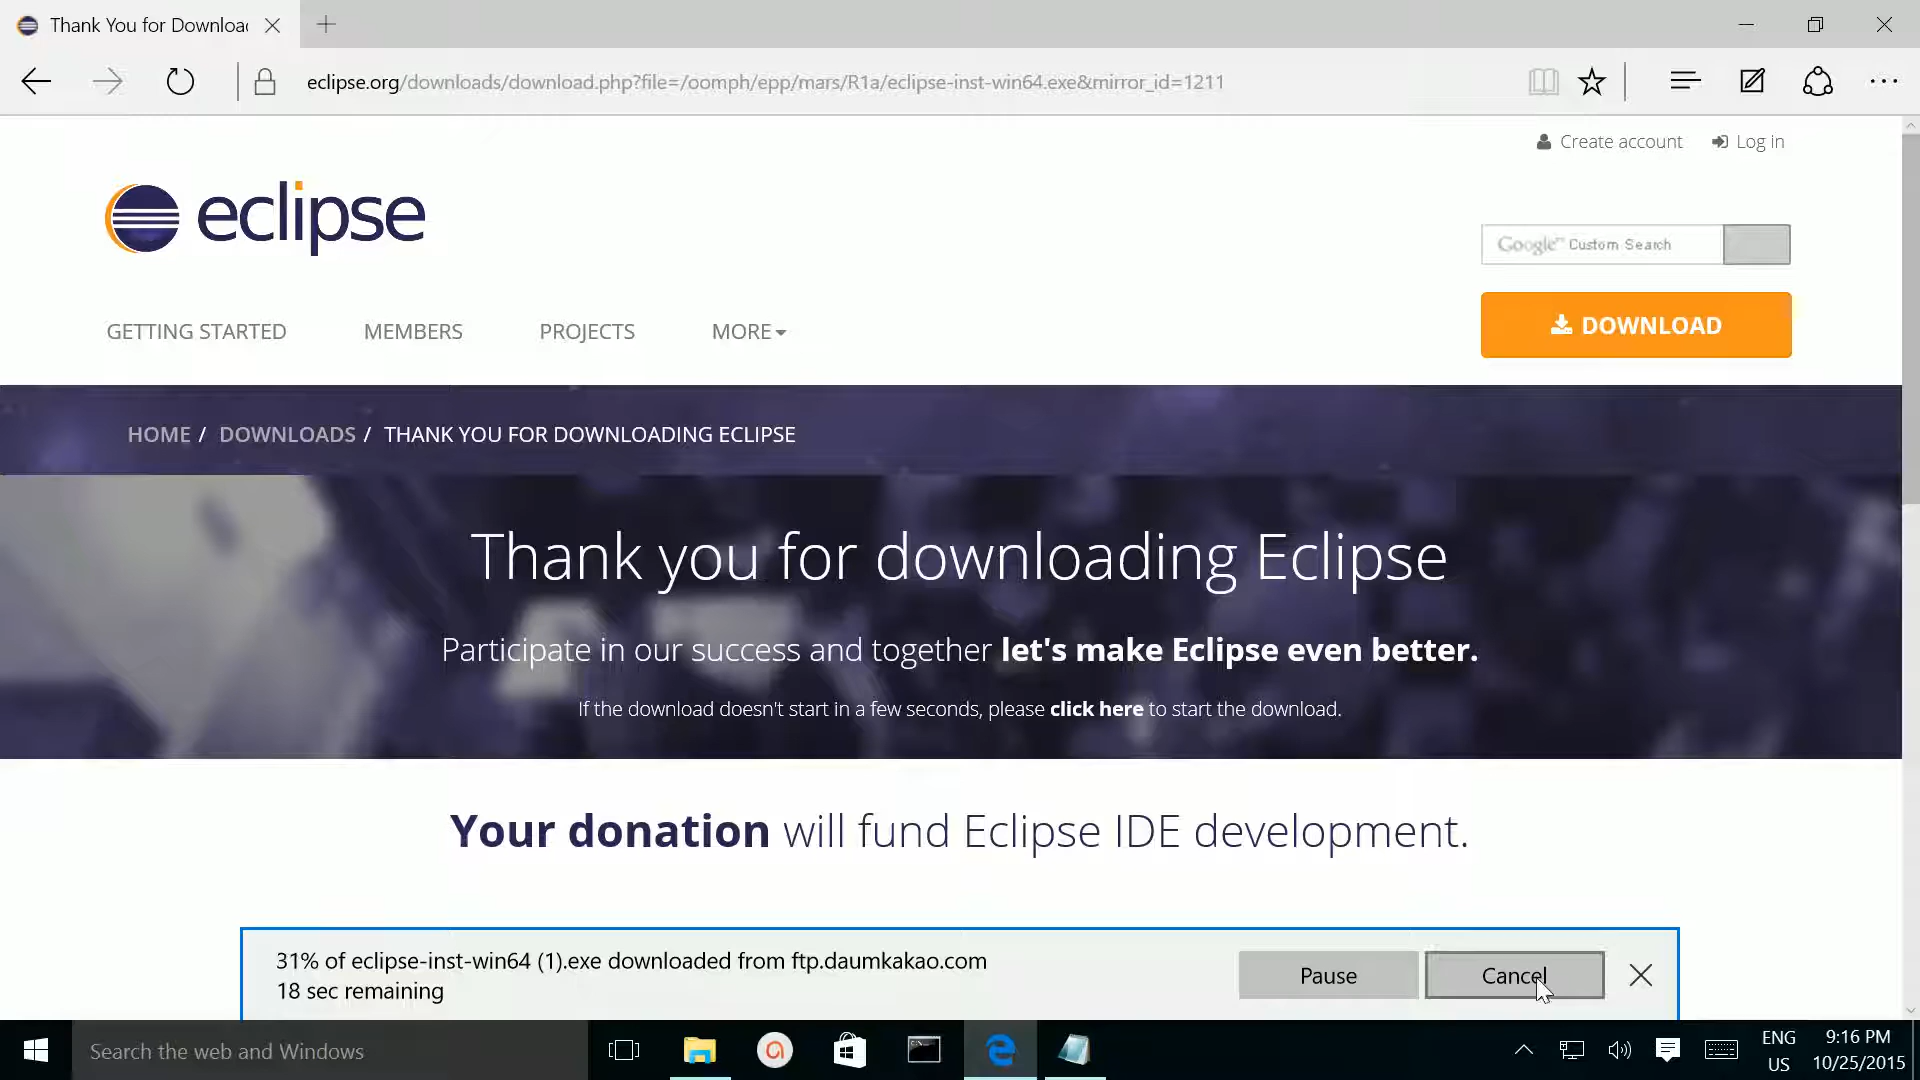 Thank You for Downloa
eclipse.org/downloads/download.php?file=/oomph/epp/mars/R1a/eclipse-inst-win64.exe&mirror_id=1211
Create account Log in
eclipse
Google™ Custom Search
GETTING STARTED MEMBERS PROJECTS MORE
DOWNLOAD
HOME / DOWNLOADS / THANK YOU FOR DOWNLOADING ECLIPSE
Thank you for downloading Eclipse
Participate in our success and together let's make Eclipse even better.
If the download doesn't start in a few seconds, please click here to start the download.
Your donation will fund Eclipse IDE development.
31% of eclipse-inst-win64 (1).exe downloaded from ftp.daumkakao.com
18 sec remaining
Pause Cancel
Search the web and Windows
ENG
US
9:16 PM
10/25/2015